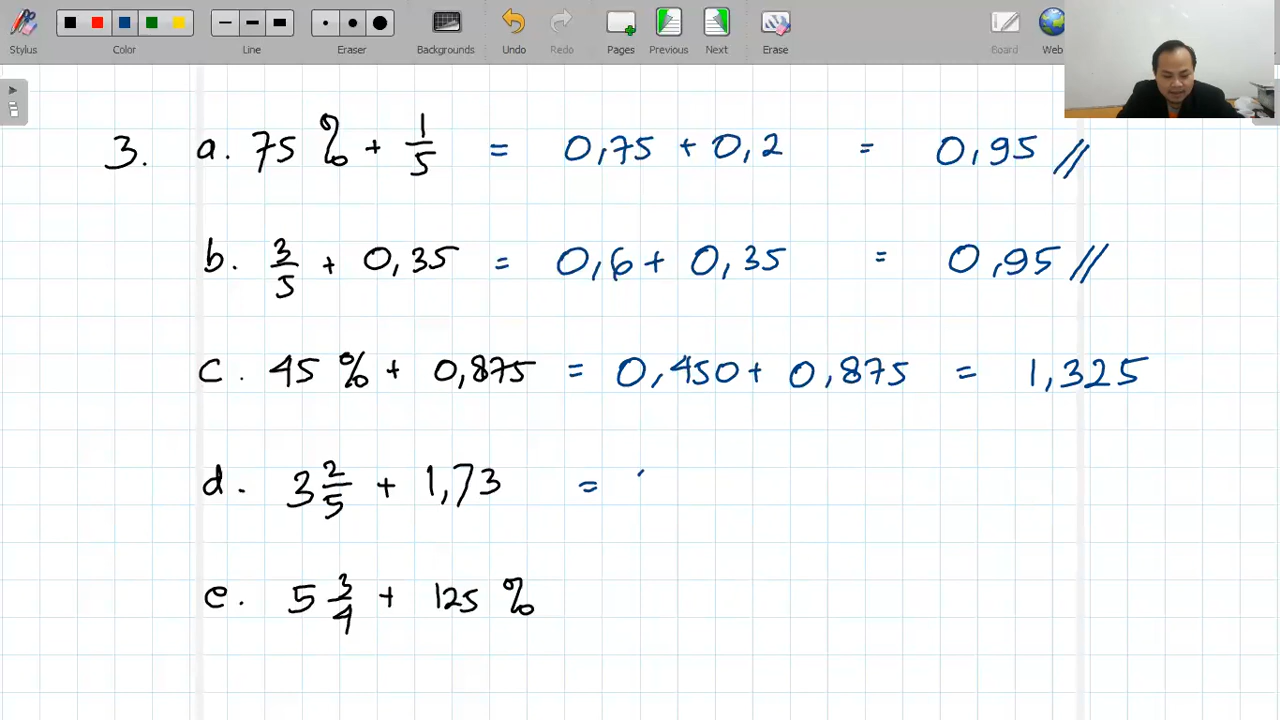 Stylus Color Line Eraser Backgrounds Undo Redo Pages Previous Next Erase Board Web
3. a. 75 % + 1/5 = 0,75 + 0,2 = 0,95 //
b. 3/5 + 0,35 = 0,6 + 0,35 = 0,95 //
c. 45 % + 0,875 = 0,450 + 0,875 = 1,325
d. 3 2/5 + 1,73 =
e. 5 3/4 + 125 %